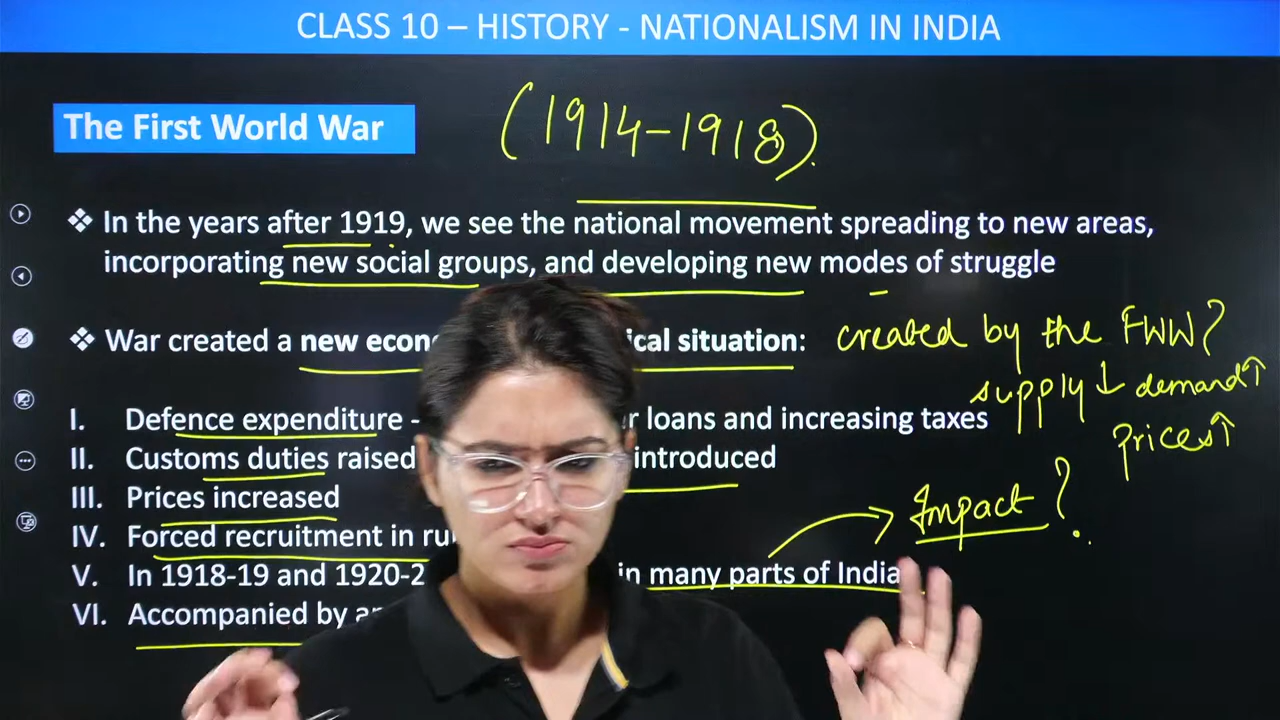 CLASS 10 – HISTORY - NATIONALISM IN INDIA
The First World War
(1914-1918).
❖ In the years after 1919, we see the national movement spreading to new areas,
incorporating new social groups, and developing new modes of struggle
❖ War created a new econ ical situation:
created by the FWW?
supply↓ demand↑
prices↑
I. Defence expenditure - r loans and increasing taxes
II. Customs duties raised introduced
III. Prices increased
Impact?
IV. Forced recruitment in ru
V. In 1918-19 and 1920-2 in many parts of India
VI. Accompanied by an